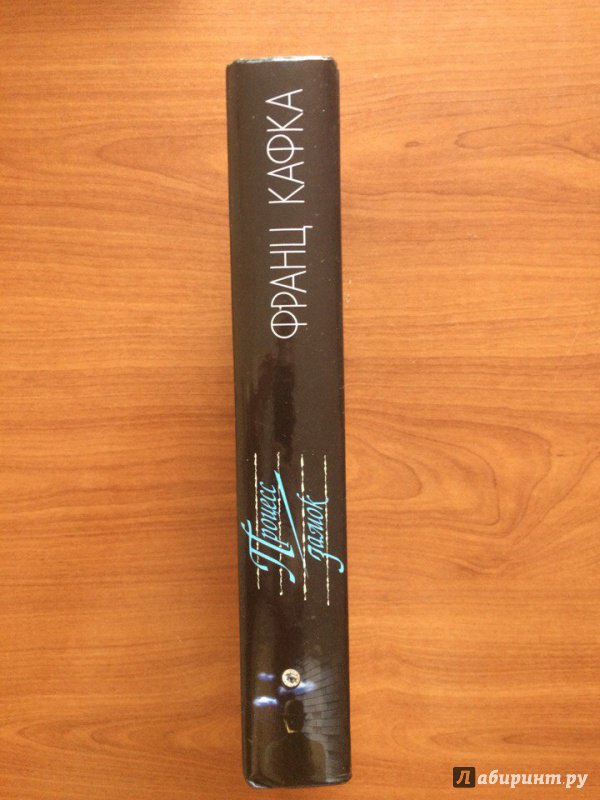 ФРАНЦ КАФКА
Процесс
замок
Лабиринт.ру